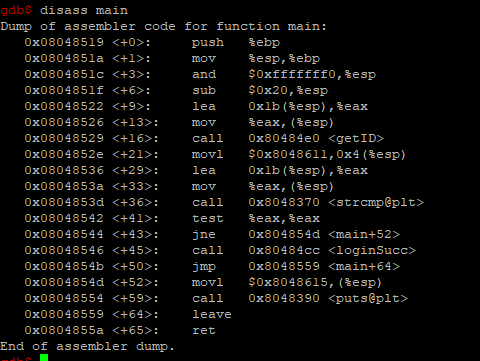 gdb$ disass main
Dump of assembler code for function main:
0x08048519 <+0>: push %ebp
0x0804851a <+1>: mov %esp,%ebp
0x0804851c <+3>: and $0xfffffff0,%esp
0x0804851f <+6>: sub $0x20,%esp
0x08048522 <+9>: lea 0x1b(%esp),%eax
0x08048526 <+13>: mov %eax,(%esp)
0x08048529 <+16>: call 0x80484e0 <getID>
0x0804852e <+21>: movl $0x8048611,0x4(%esp)
0x08048536 <+29>: lea 0x1b(%esp),%eax
0x0804853a <+33>: mov %eax,(%esp)
0x0804853d <+36>: call 0x8048370 <strcmp@plt>
0x08048542 <+41>: test %eax,%eax
0x08048544 <+43>: jne 0x804854d <main+52>
0x08048546 <+45>: call 0x80484cc <loginSucc>
0x0804854b <+50>: jmp 0x8048559 <main+64>
0x0804854d <+52>: movl $0x8048615,(%esp)
0x08048554 <+59>: call 0x8048390 <puts@plt>
0x08048559 <+64>: leave
0x0804855a <+65>: ret
End of assembler dump.
gdb$